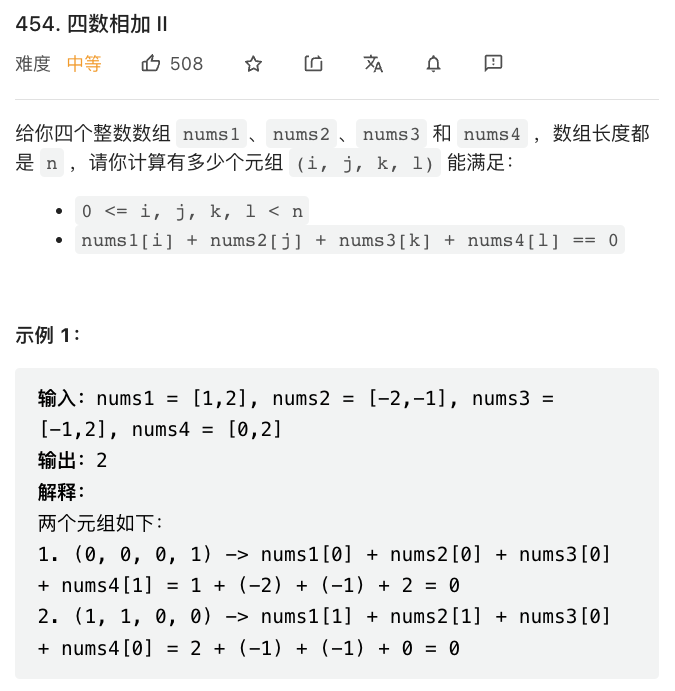 454. 四数相加 II
难度 中等 508
给你四个整数数组 nums1 、nums2 、nums3 和 nums4 ，数组长度都
是 n ，请你计算有多少个元组 (i, j, k, l) 能满足：
• 0 <= i, j, k, l < n
• nums1[i] + nums2[j] + nums3[k] + nums4[l] == 0
示例 1：
输入：nums1 = [1,2], nums2 = [-2,-1], nums3 =
[-1,2], nums4 = [0,2]
输出：2
解释：
两个元组如下：
1. (0, 0, 0, 1) -> nums1[0] + nums2[0] + nums3[0]
+ nums4[1] = 1 + (-2) + (-1) + 2 = 0
2. (1, 1, 0, 0) -> nums1[1] + nums2[1] + nums3[0]
+ nums4[0] = 2 + (-1) + (-1) + 0 = 0